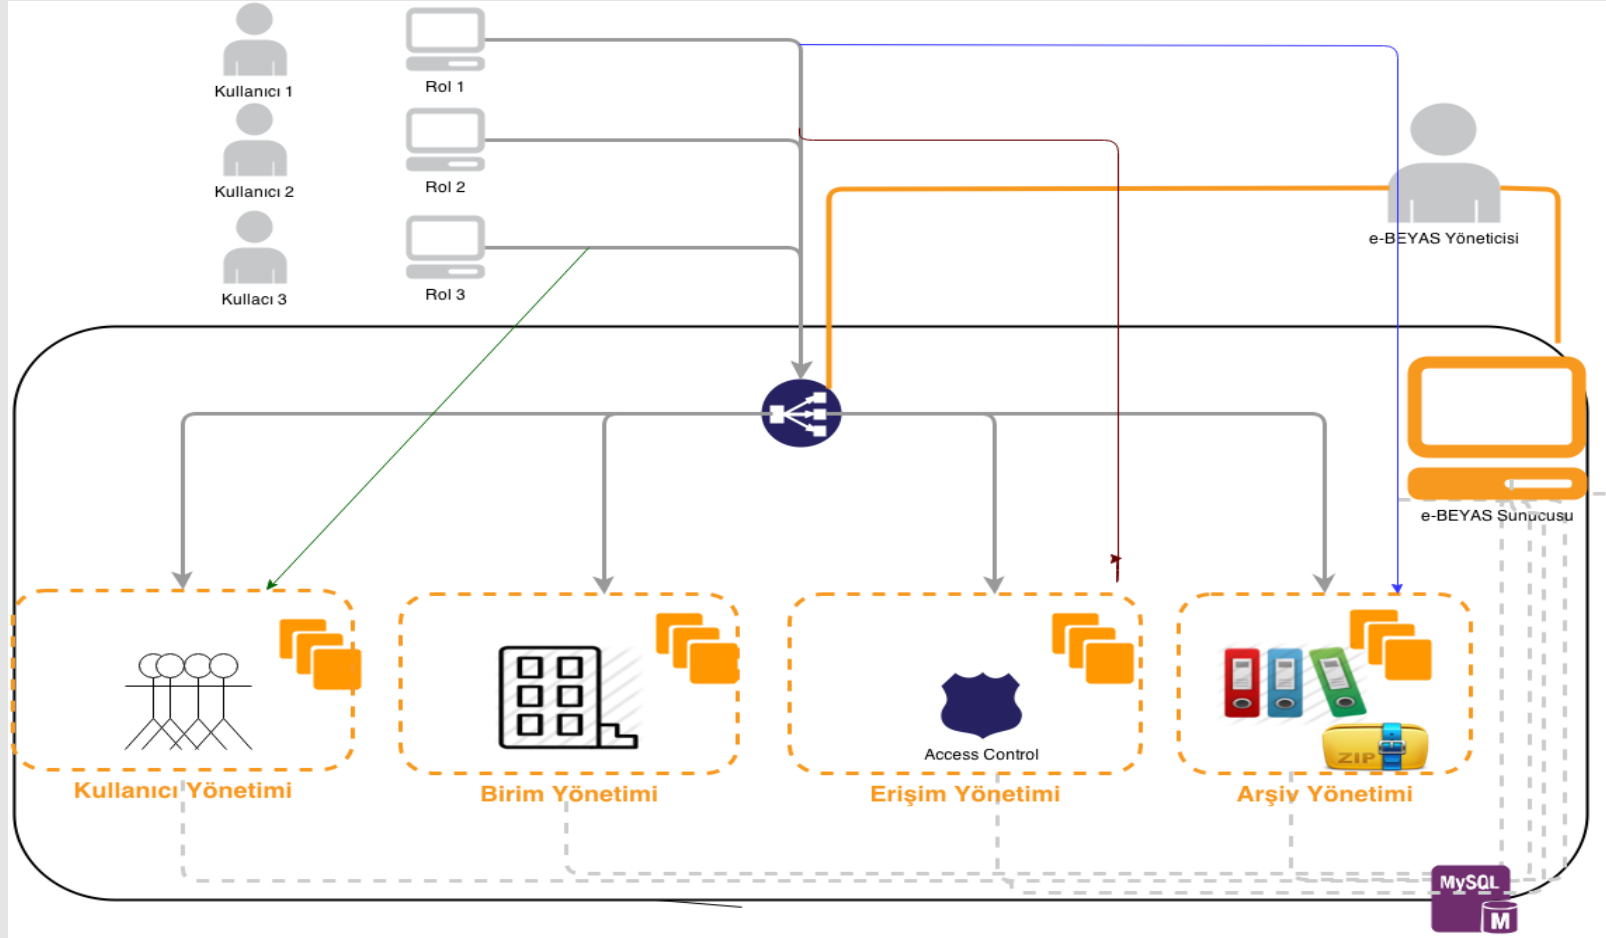 Kullanıcı 1
Rol 1
Kullanıcı 2
Rol 2
Kullacı 3
Rol 3
e-BEYAS Yöneticisi
e-BEYAS Sunucusu
Access Control
ZIP
Kullanıcı Yönetimi
Birim Yönetimi
Erişim Yönetimi
Arşiv Yönetimi
MySQL
M